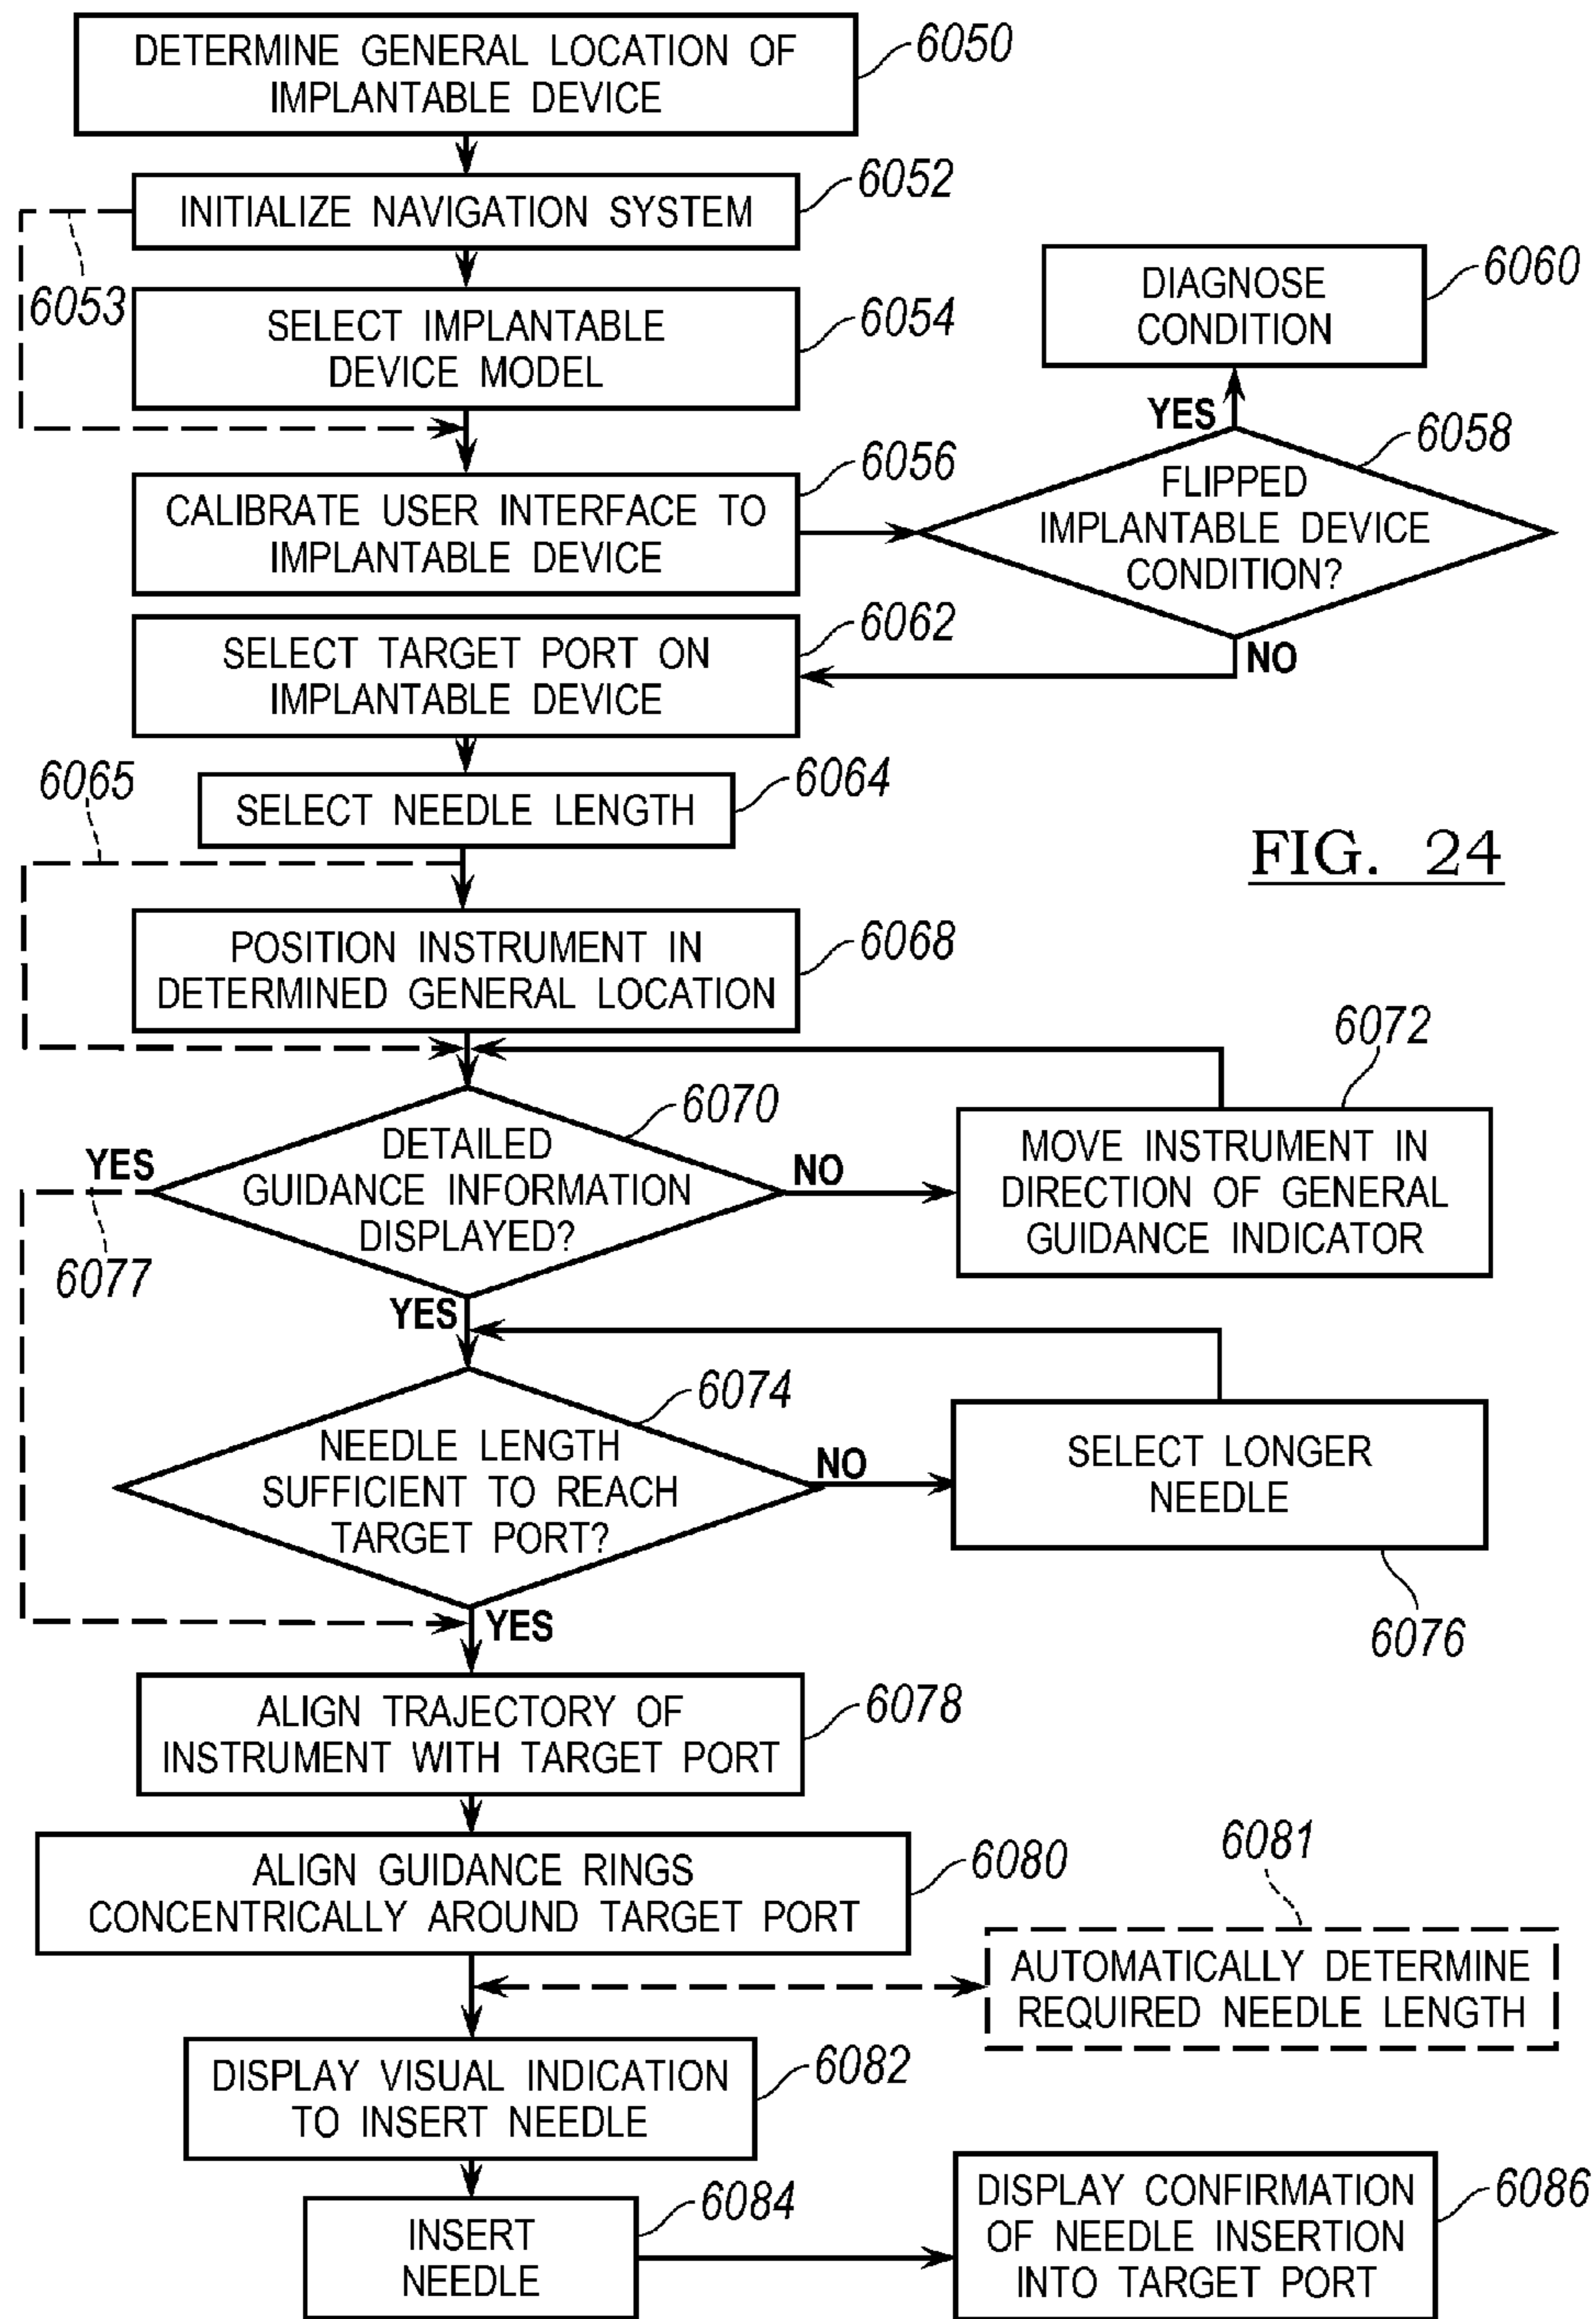 DETERMINE GENERAL LOCATION OF
IMPLANTABLE DEVICE
6050
INITIALIZE NAVIGATION SYSTEM
6052
6053
SELECT IMPLANTABLE
DEVICE MODEL
6054
DIAGNOSE
CONDITION
6060
YES
CALIBRATE USER INTERFACE TO
IMPLANTABLE DEVICE
6056
FLIPPED
IMPLANTABLE DEVICE
CONDITION?
6058
NO
SELECT TARGET PORT ON
IMPLANTABLE DEVICE
6062
SELECT NEEDLE LENGTH
6064
6065
FIG. 24
POSITION INSTRUMENT IN
DETERMINED GENERAL LOCATION
6068
DETAILED
GUIDANCE INFORMATION
DISPLAYED?
6070
YES
6077
NO
MOVE INSTRUMENT IN
DIRECTION OF GENERAL
GUIDANCE INDICATOR
6072
YES
NEEDLE LENGTH
SUFFICIENT TO REACH
TARGET PORT?
6074
NO
SELECT LONGER
NEEDLE
6076
YES
ALIGN TRAJECTORY OF
INSTRUMENT WITH TARGET PORT
6078
ALIGN GUIDANCE RINGS
CONCENTRICALLY AROUND TARGET PORT
6080
6081
AUTOMATICALLY DETERMINE
REQUIRED NEEDLE LENGTH
DISPLAY VISUAL INDICATION
TO INSERT NEEDLE
6082
INSERT
NEEDLE
6084
DISPLAY CONFIRMATION
OF NEEDLE INSERTION
INTO TARGET PORT
6086